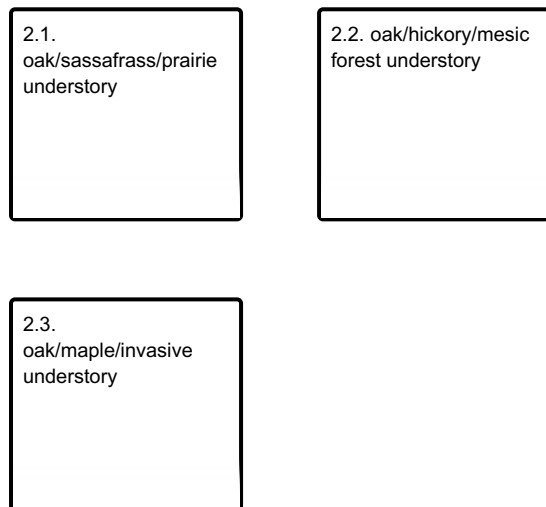 2.1.
oak/sassafrass/prairie
understory
2.2. oak/hickory/mesic
forest understory
2.3.
oak/maple/invasive
understory